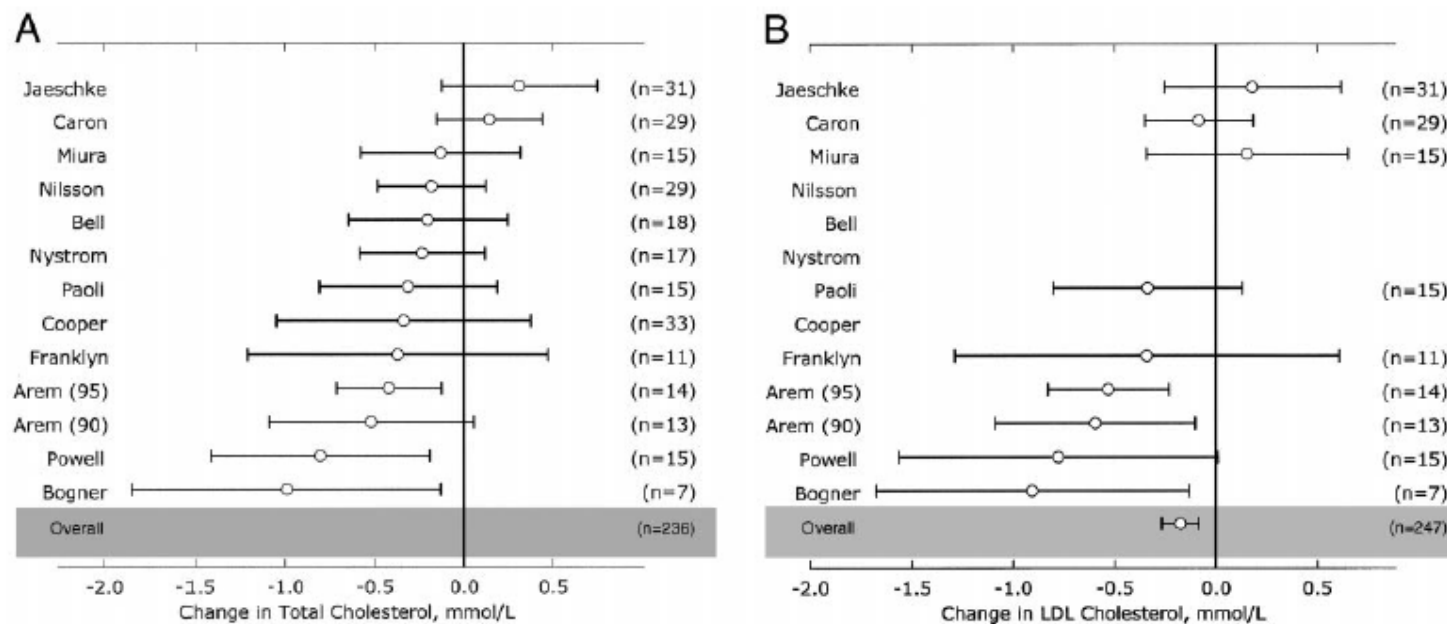 A
Jaeschke (n=31)
Caron (n=29)
Miura (n=15)
Nilsson (n=29)
Bell (n=18)
Nystrom (n=17)
Paoli (n=15)
Cooper (n=33)
Franklyn (n=11)
Arem (95) (n=14)
Arem (90) (n=13)
Powell (n=15)
Bogner (n=7)
Overall (n=236)
-2.0 -1.0 -0.5 0.0 0.5
Change in Total Cholesterol, mmol/L
B
Jaeschke (n=31)
Caron (n=29)
Miura (n=15)
Nilsson
Bell
Nystrom
Paoli (n=15)
Cooper
Franklyn (n=11)
Arem (95) (n=14)
Arem (90) (n=13)
Powell (n=15)
Bogner (n=7)
Overall (n=247)
-2.0 -1.5 -1.0 -0.5 0.0 0.5
Change in LDL Cholesterol, mmol/L